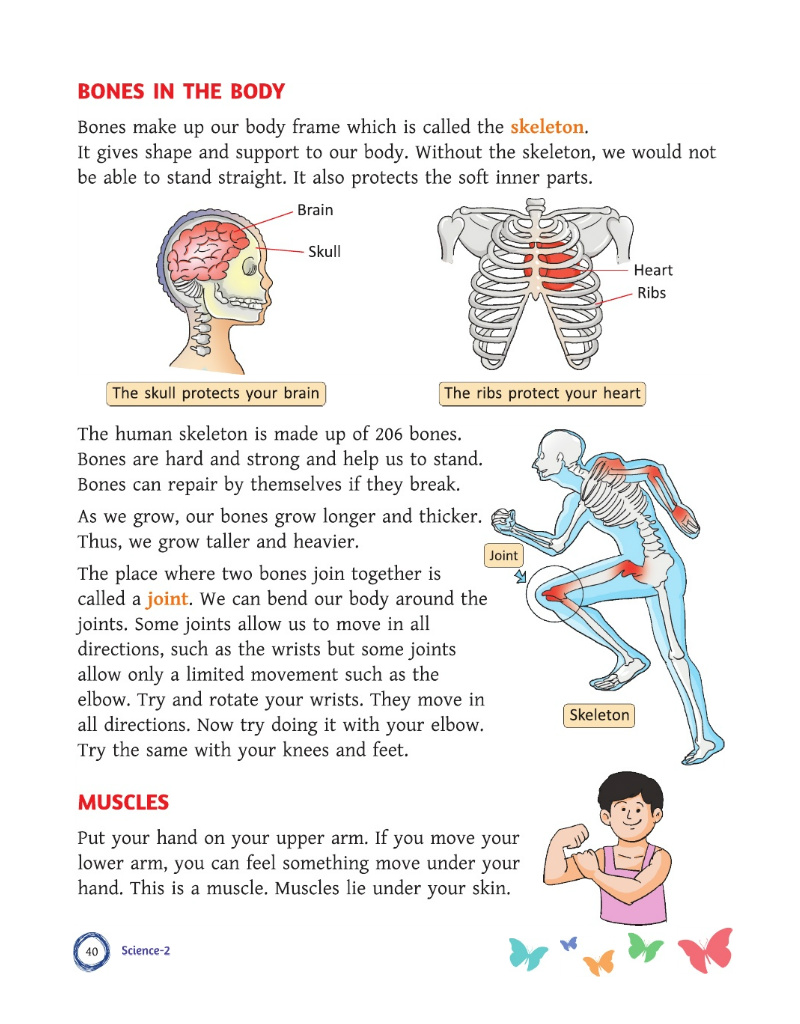 BONES IN THE BODY
Bones make up our body frame which is called the skeleton.
It gives shape and support to our body. Without the skeleton, we would not
be able to stand straight. It also protects the soft inner parts.
Brain
Skull
Heart
Ribs
The skull protects your brain
The ribs protect your heart
The human skeleton is made up of 206 bones.
Bones are hard and strong and help us to stand.
Bones can repair by themselves if they break.
As we grow, our bones grow longer and thicker.
Thus, we grow taller and heavier.
Joint
The place where two bones join together is
called a joint. We can bend our body around the
joints. Some joints allow us to move in all
directions, such as the wrists but some joints
allow only a limited movement such as the
elbow. Try and rotate your wrists. They move in
all directions. Now try doing it with your elbow.
Try the same with your knees and feet.
Skeleton
MUSCLES
Put your hand on your upper arm. If you move your
lower arm, you can feel something move under your
hand. This is a muscle. Muscles lie under your skin.
40
Science-2